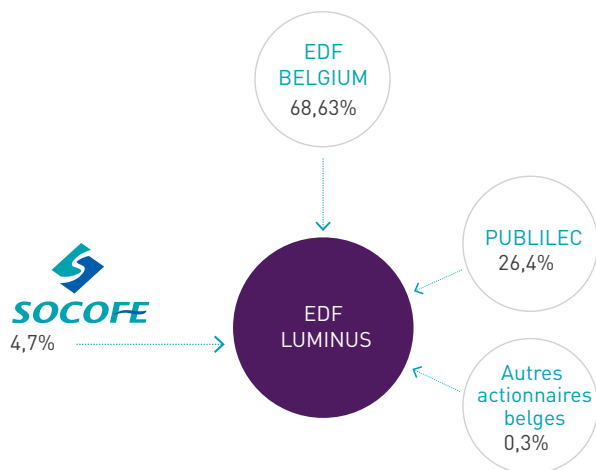 EDF
BELGIUM
68,63%
PUBLILEC
26,4%
SOCOFE
4,7%
EDF
LUMINUS
Autres
actionnaires
belges
0,3%